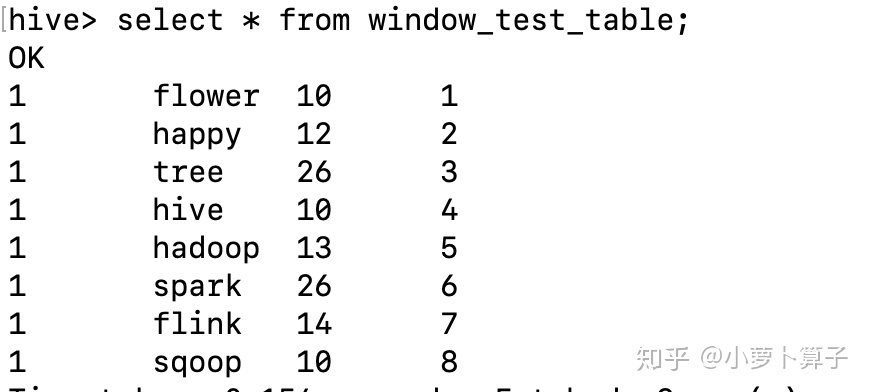 hive> select * from window_test_table;
OK
1 flower 10 1
1 happy 12 2
1 tree 26 3
1 hive 10 4
1 hadoop 13 5
1 spark 26 6
1 flink 14 7
1 sqoop 10 8
知乎 @小萝卜算子